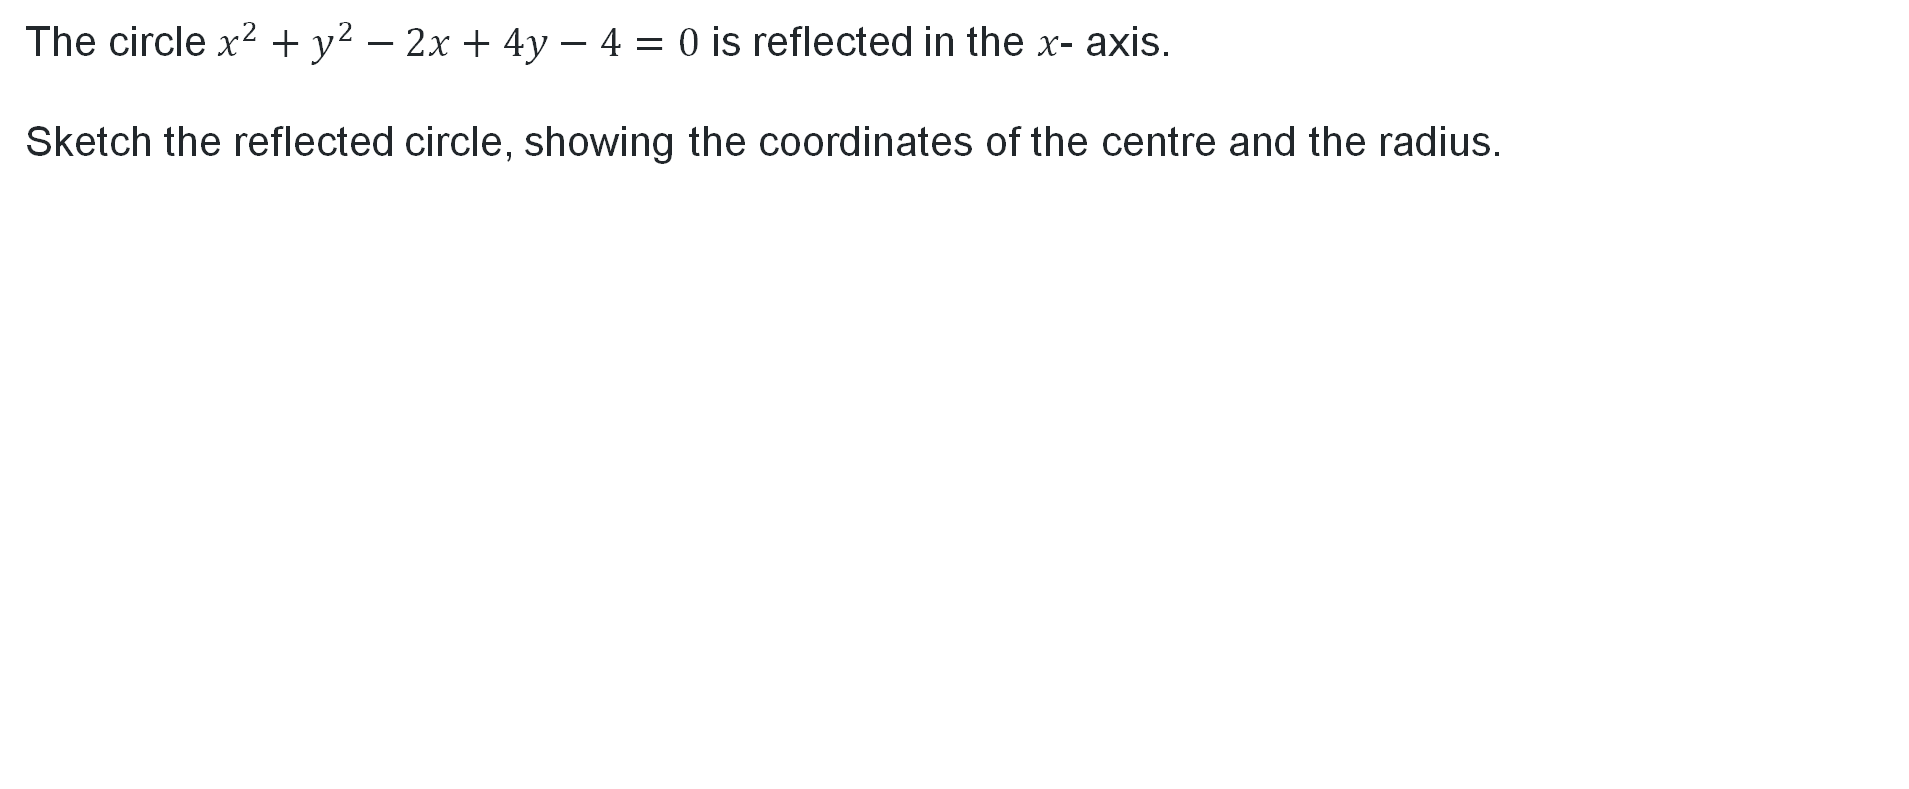 The circle x² + y² − 2x + 4y − 4 = 0 is reflected in the x- axis.
Sketch the reflected circle, showing the coordinates of the centre and the radius.